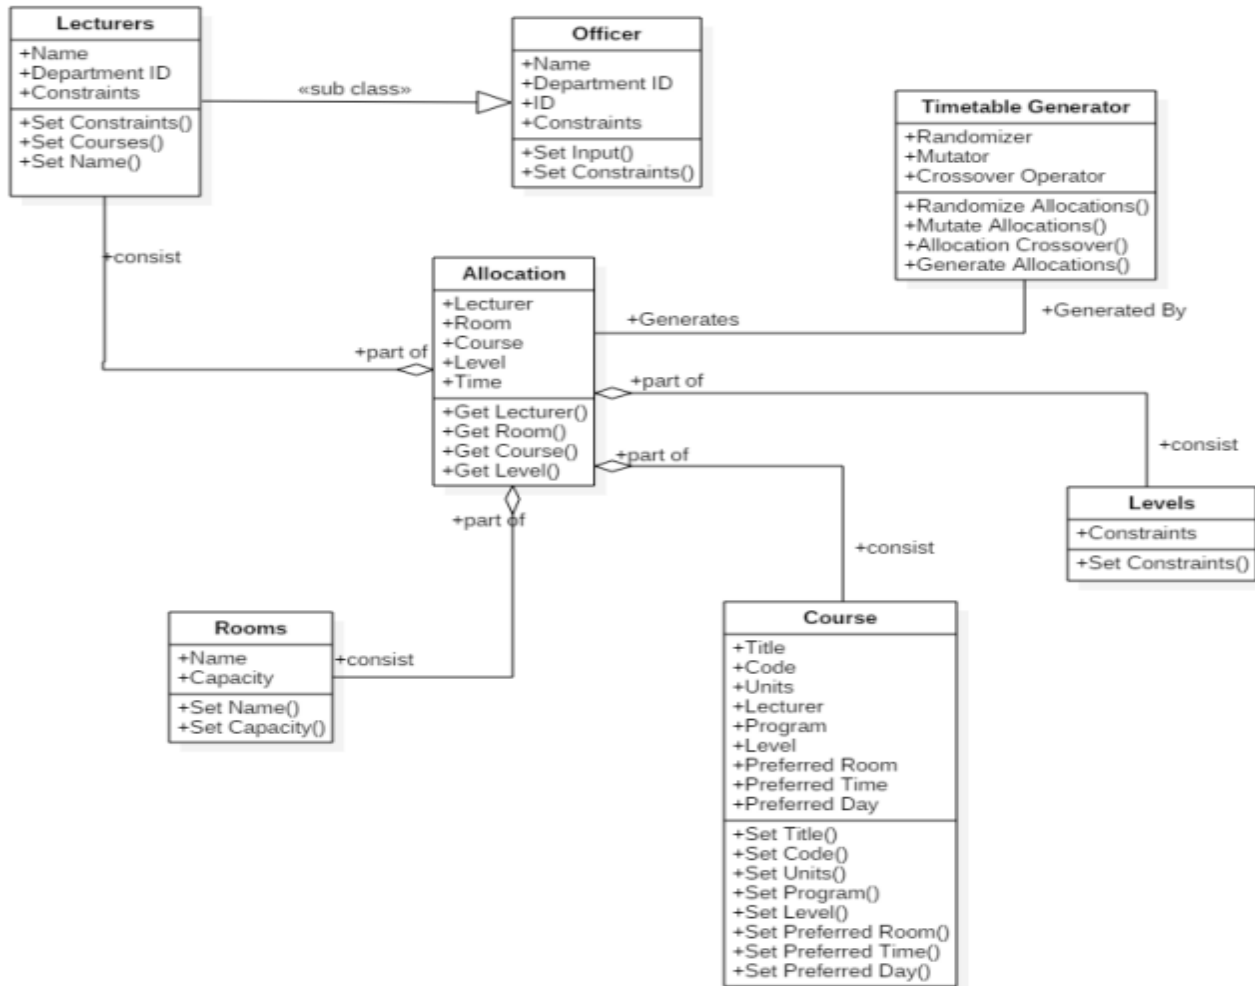 Lecturers
+Name
+Department ID
+Constraints
+Set Constraints()
+Set Courses()
+Set Name()
«sub class»
Officer
+Name
+Department ID
+ID
+Constraints
+Set Input()
+Set Constraints()
Timetable Generator
+Randomizer
+Mutator
+Crossover Operator
+Randomize Allocations()
+Mutate Allocations()
+Allocation Crossover()
+Generate Allocations()
+consist
+part of
Allocation
+Lecturer
+Room
+Course
+Level
+Time
+Get Lecturer()
+Get Room()
+Get Course()
+Get Level()
+Generates
+Generated By
+part of
+consist
+part of
+consist
+part of
+consist
Levels
+Constraints
+Set Constraints()
Rooms
+Name
+Capacity
+Set Name()
+Set Capacity()
Course
+Title
+Code
+Units
+Lecturer
+Program
+Level
+Preferred Room
+Preferred Time
+Preferred Day
+Set Title()
+Set Code()
+Set Units()
+Set Program()
+Set Level()
+Set Preferred Room()
+Set Preferred Time()
+Set Preferred Day()